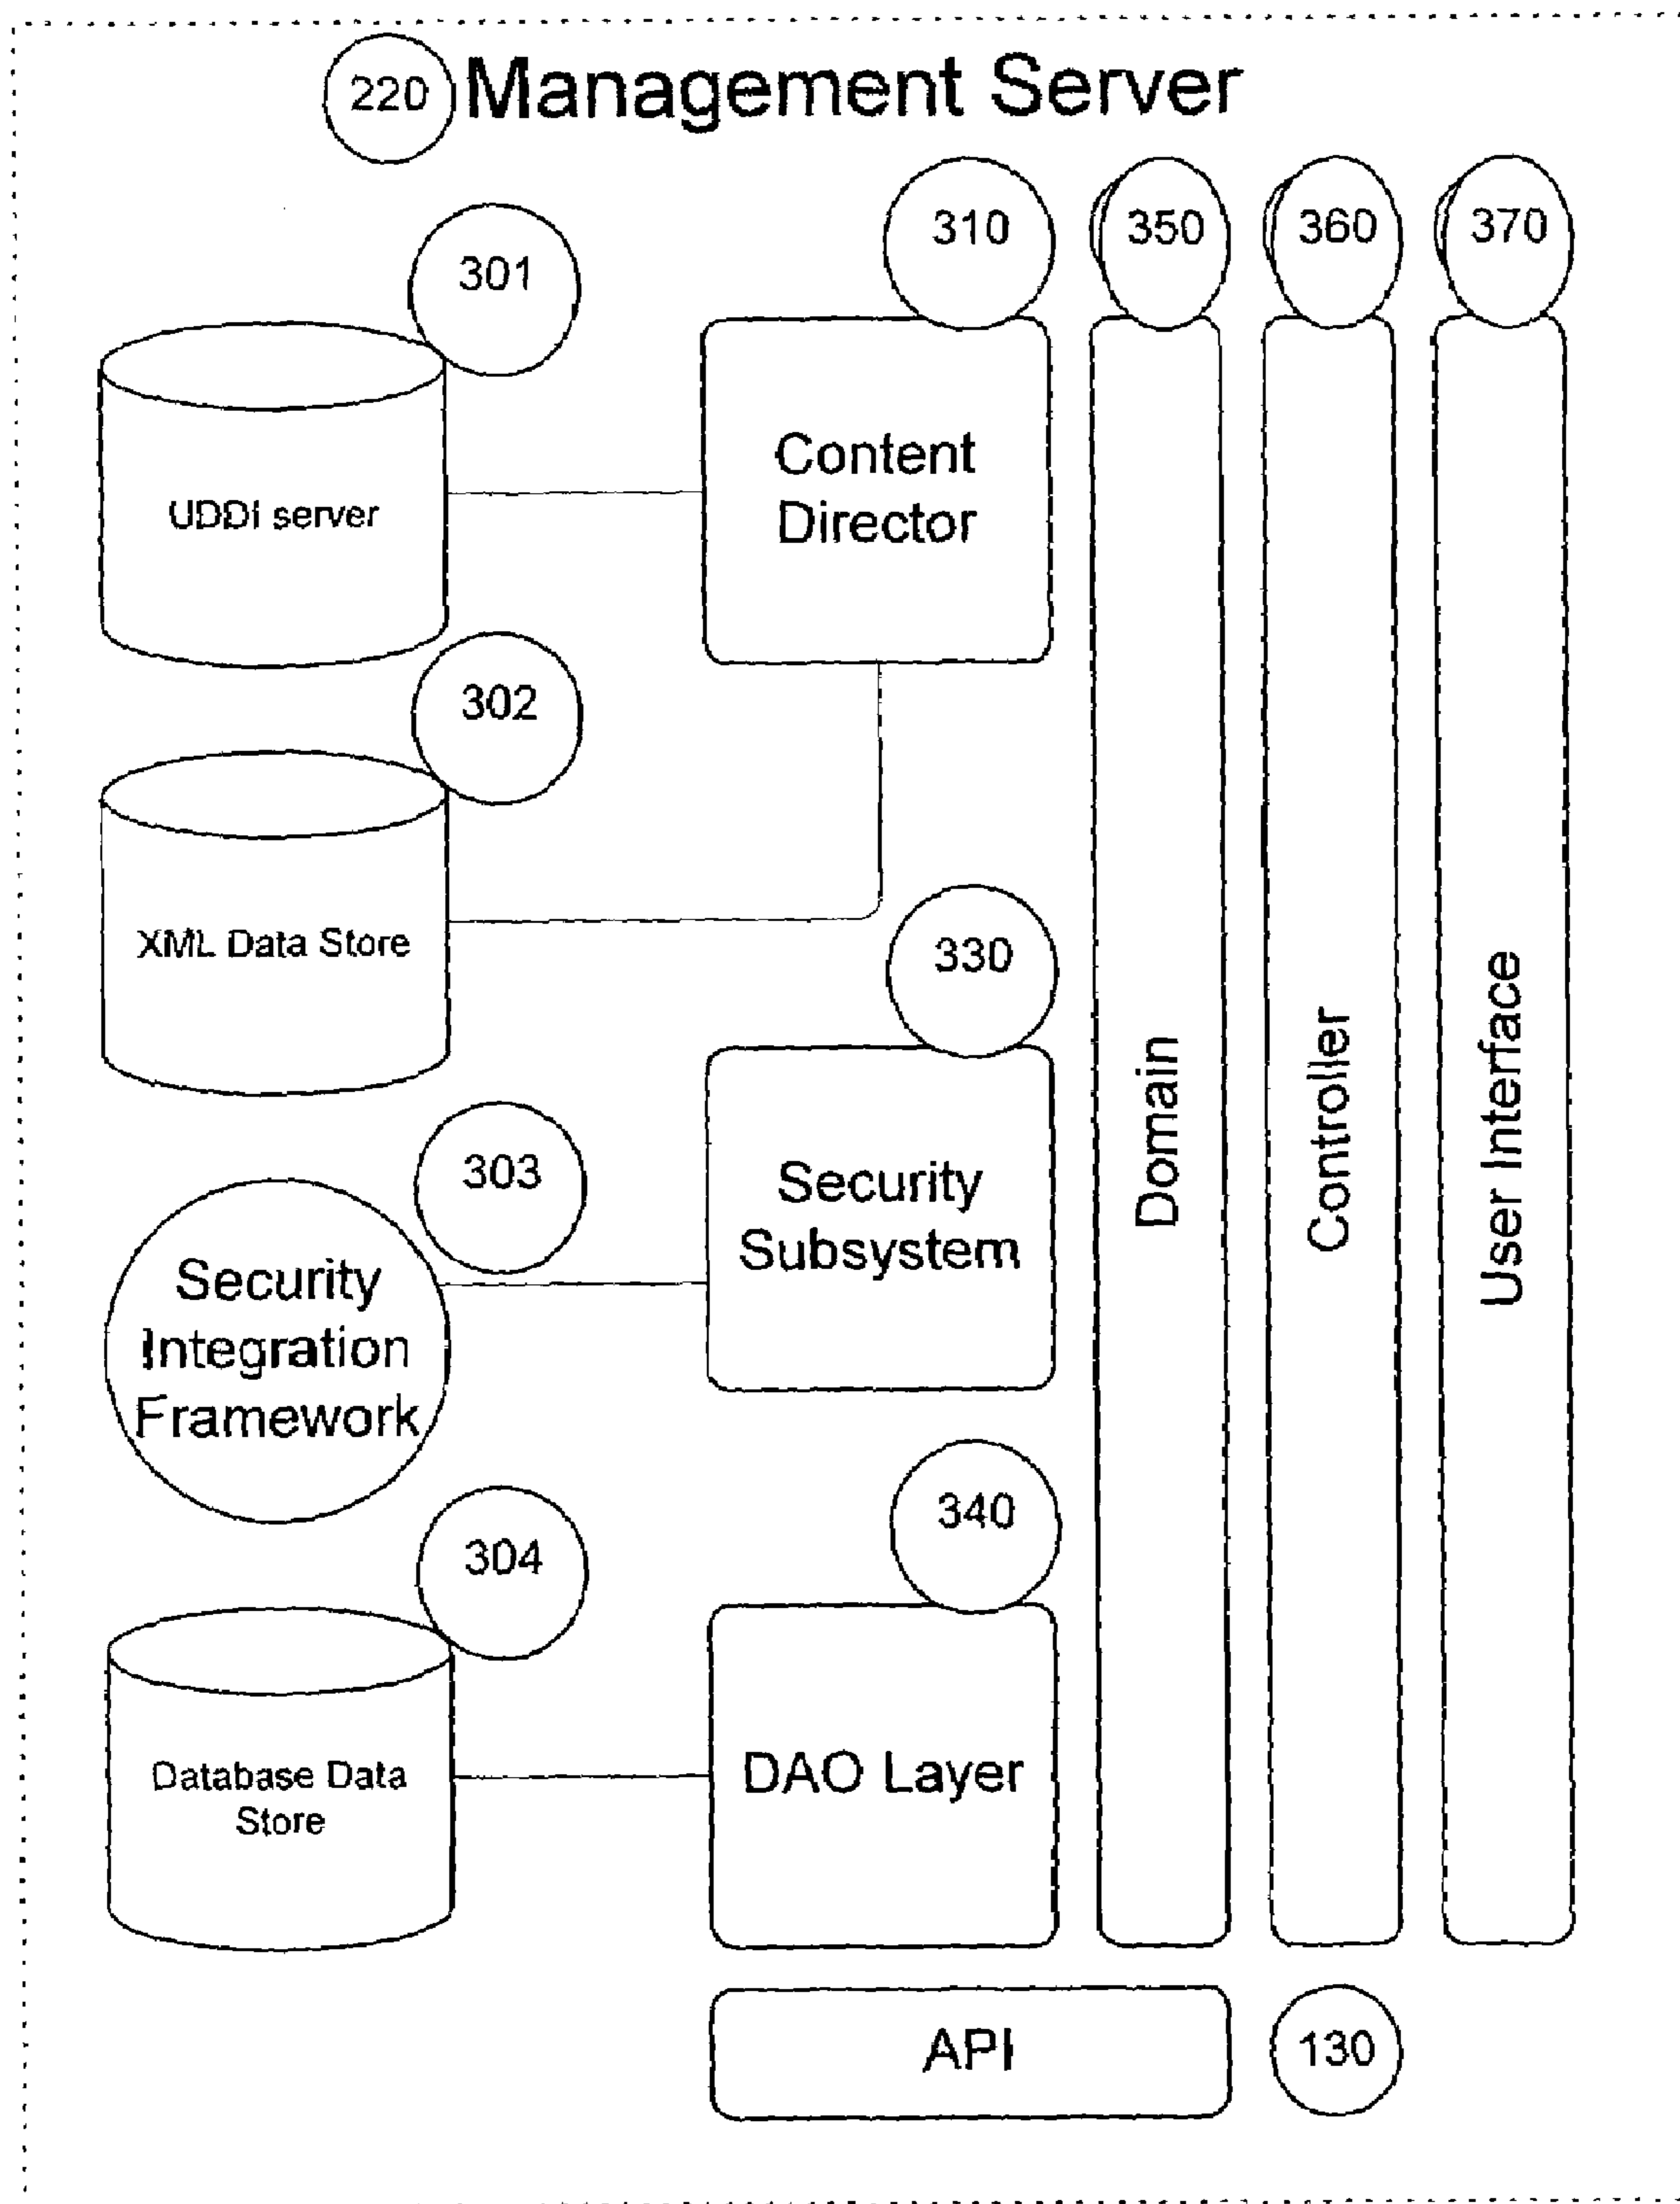 220 Management Server
310 350 360 370
301
Content
Director
UDDI server
302
XML Data Store
330
Domain
Controller
User Interface
303
Security
Subsystem
Security
Integration
Framework
340
304
DAO Layer
Database Data
Store
API
130